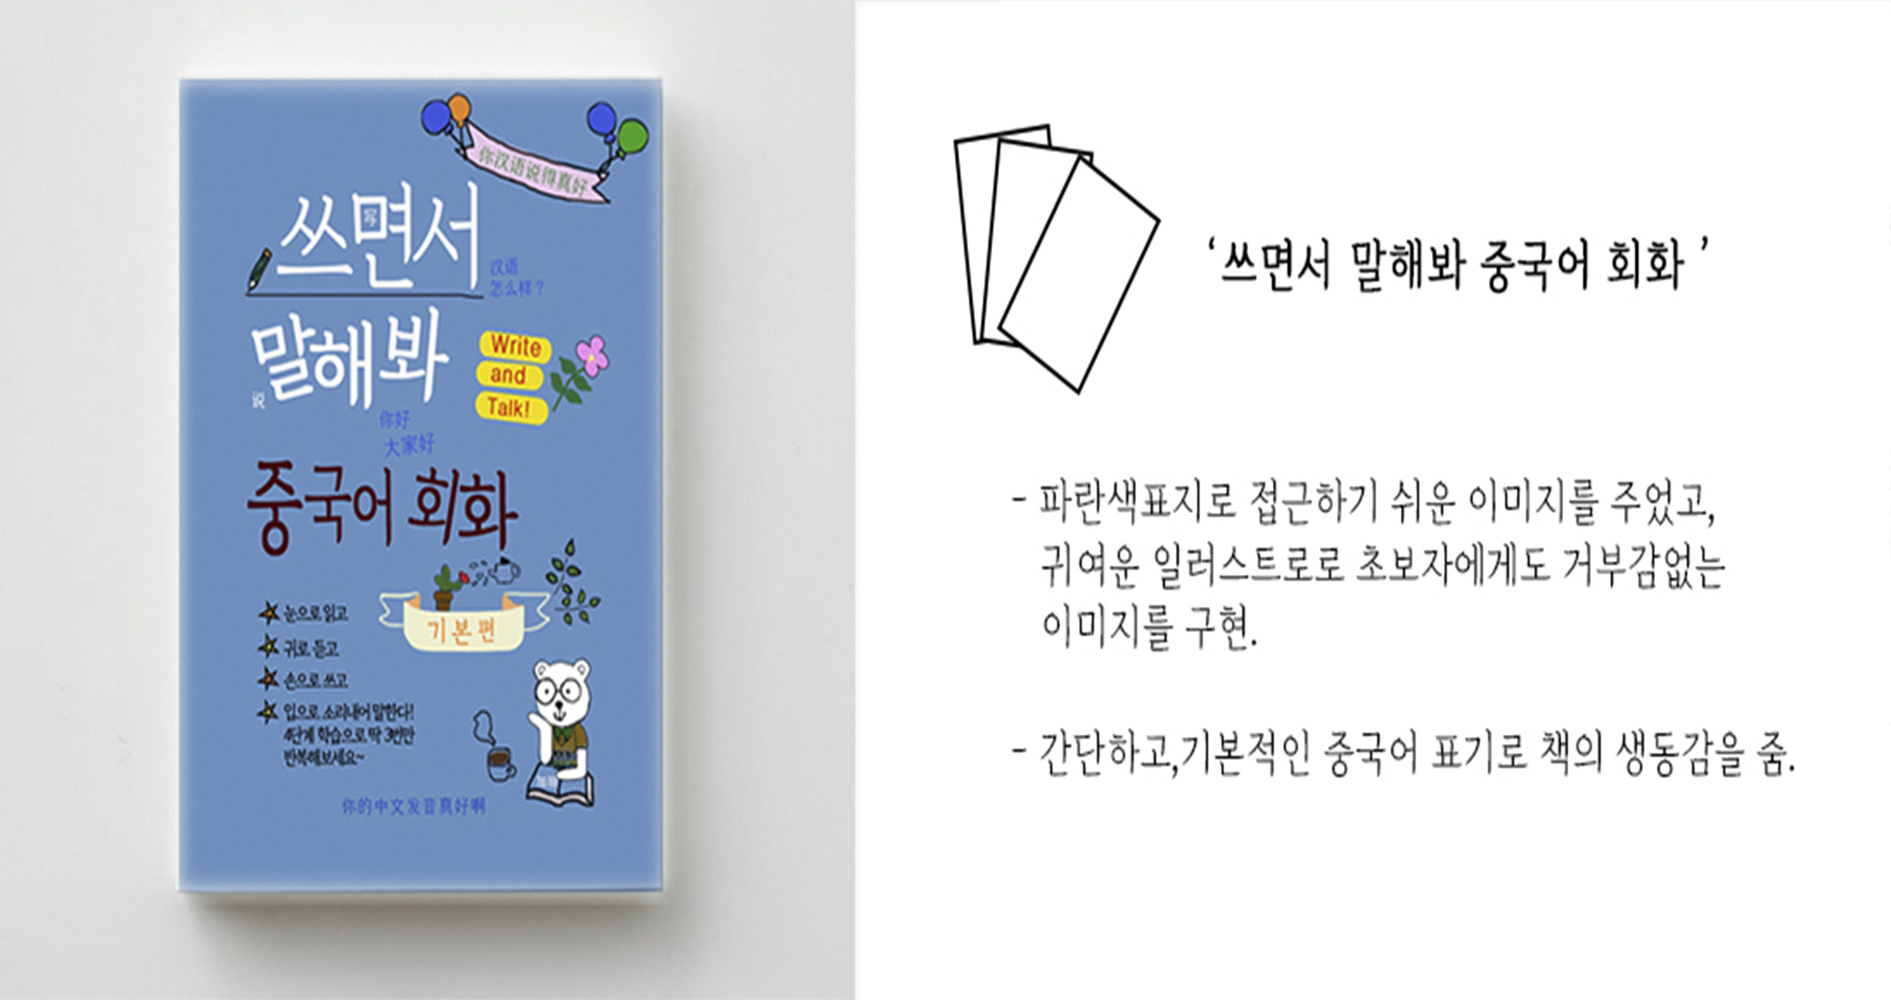 你汉语说得真好
쓰면서
写
汉语
怎么样?
말해봐
说
Write
and
Talk!
你好
大家好
중국어 회화
기본편
눈으로 읽고
귀로 듣고
손으로 쓰고
입으로 소리내어 말한다!
4단계 학습으로 딱 3번만
반복해보세요~
你的中文发音真好啊
‘쓰면서 말해봐 중국어 회화 ’
- 파란색표지로 접근하기 쉬운 이미지를 주었고,
귀여운 일러스트로로 초보자에게도 거부감없는
이미지를 구현.
- 간단하고,기본적인 중국어 표기로 책의 생동감을 줌.